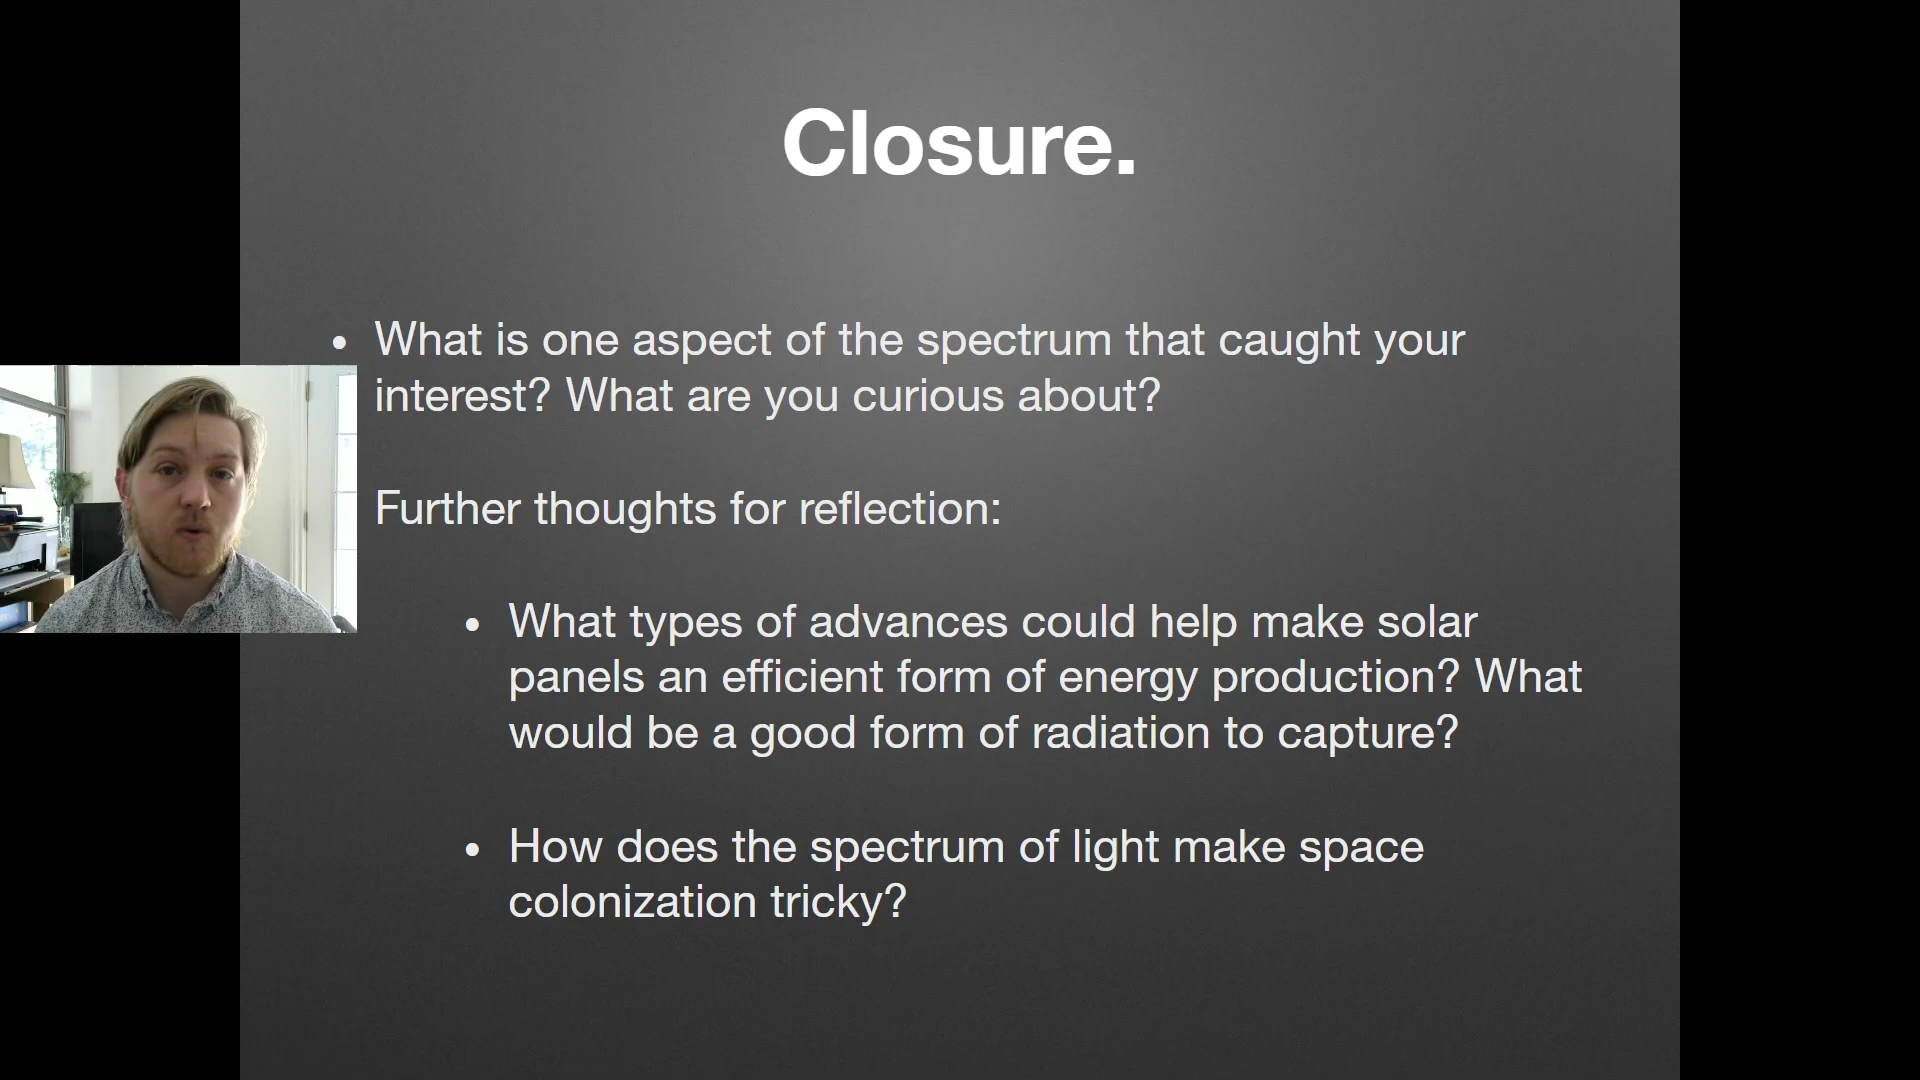 Closure.
• What is one aspect of the spectrum that caught your
interest? What are you curious about?
Further thoughts for reflection:
• What types of advances could help make solar
panels an efficient form of energy production? What
would be a good form of radiation to capture?
• How does the spectrum of light make space
colonization tricky?